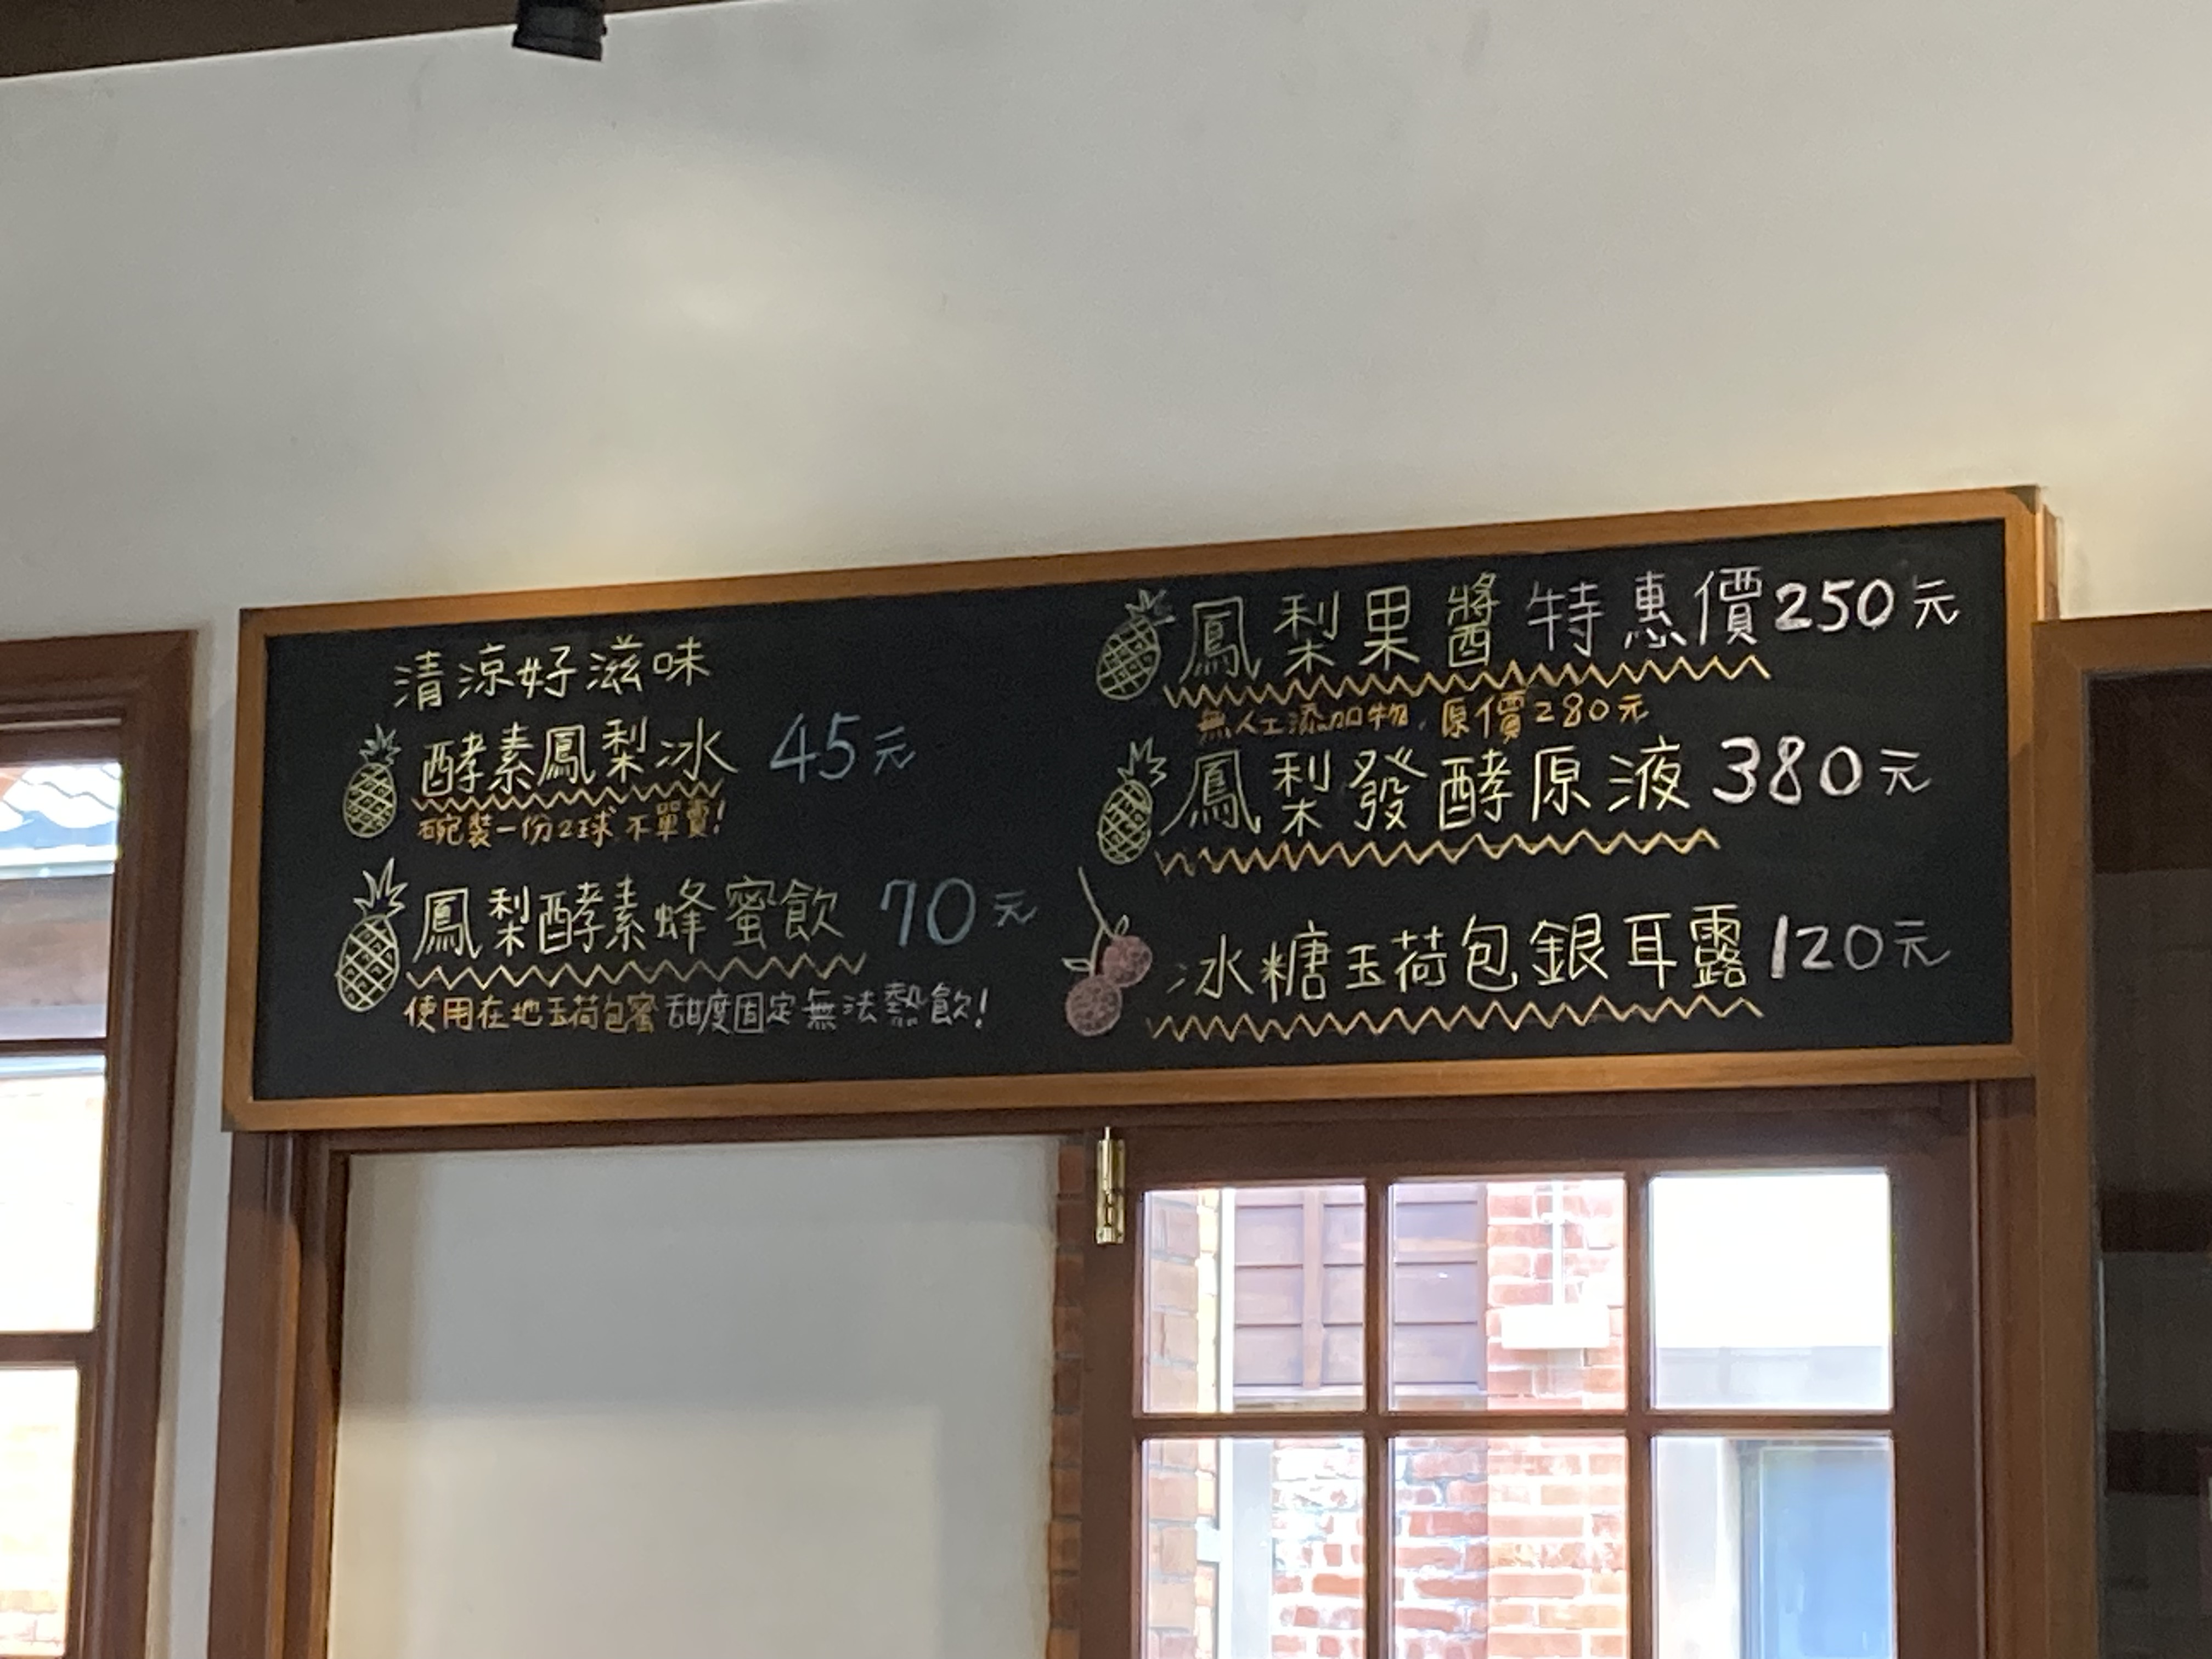 清涼好滋味
酵素鳳梨冰 45元
碗裝一份2球 不單賣!
鳳梨酵素蜂蜜飲 70元
使用在地玉荷包蜜 甜度固定無法熱飲!
鳳梨果醬特惠價250元
無人工添加物,原價280元
鳳梨發酵原液380元
冰糖玉荷包銀耳露120元